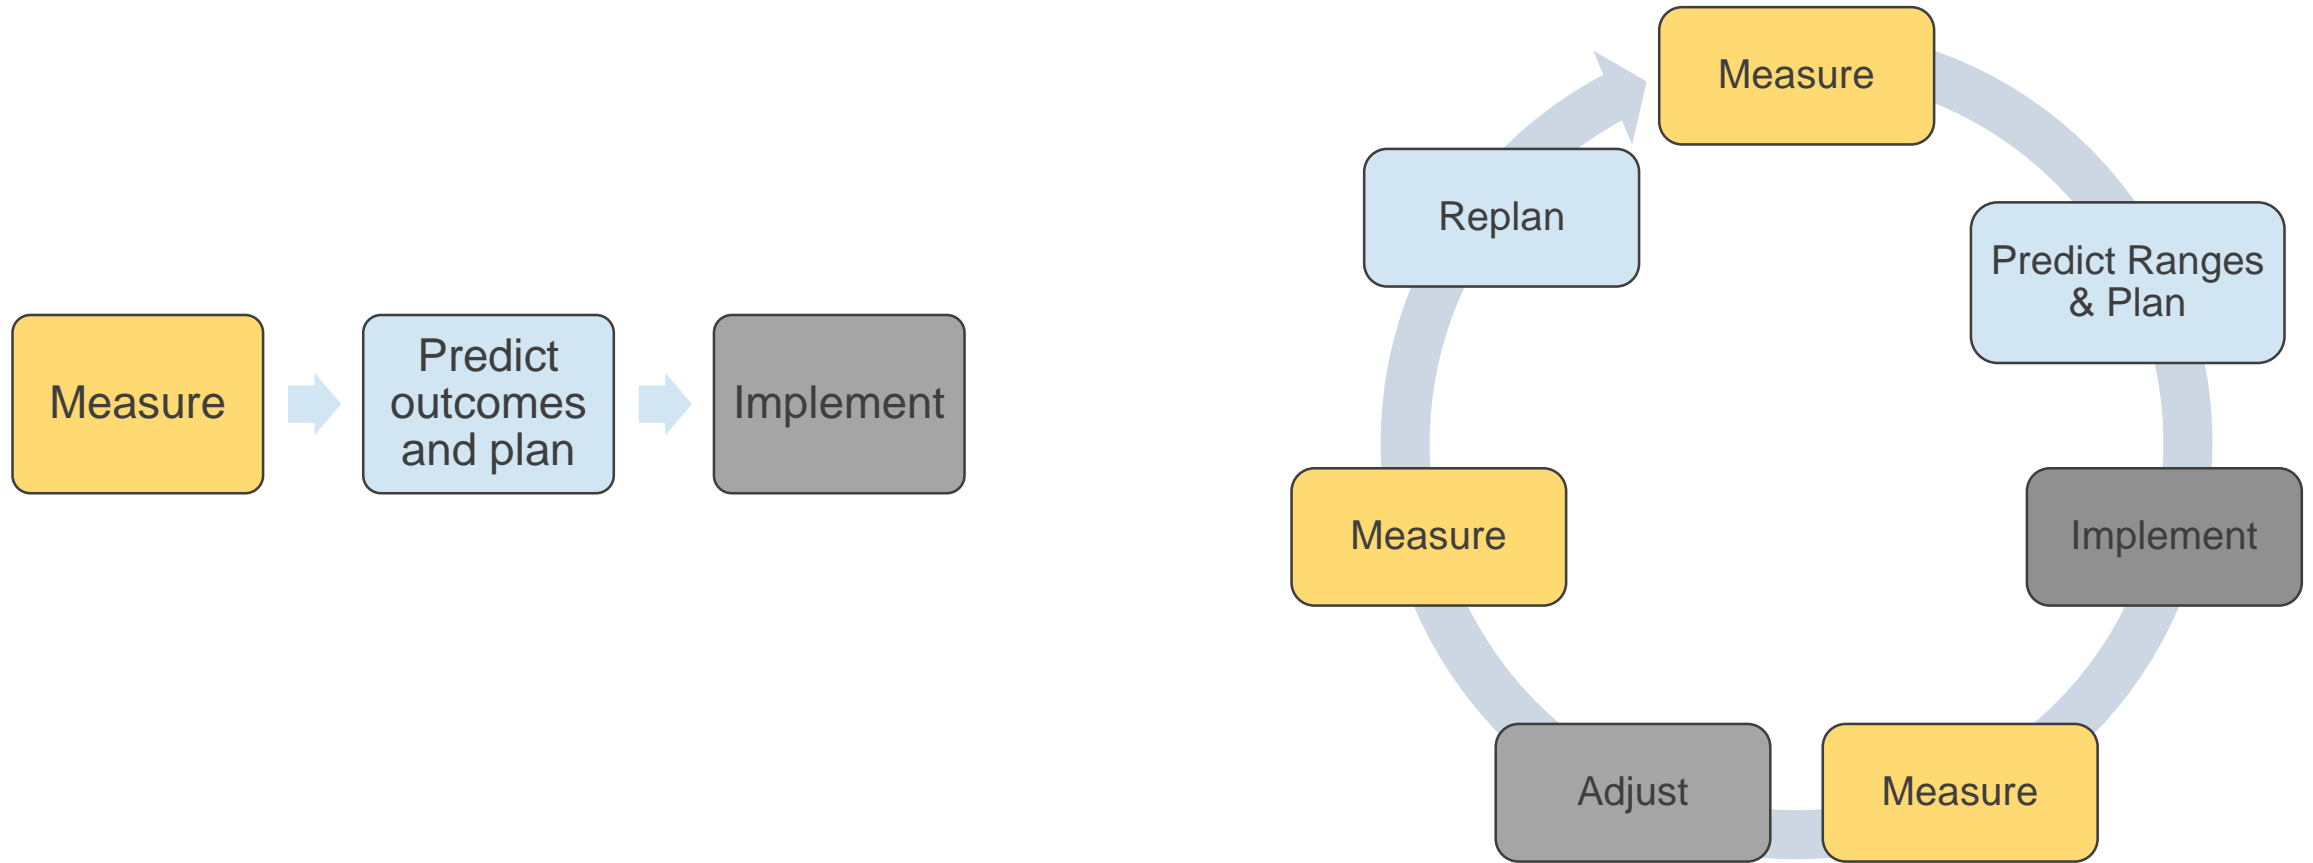 Measure
Predict
outcomes
and plan
Implement
Measure
Predict Ranges
& Plan
Implement
Measure
Adjust
Measure
Replan